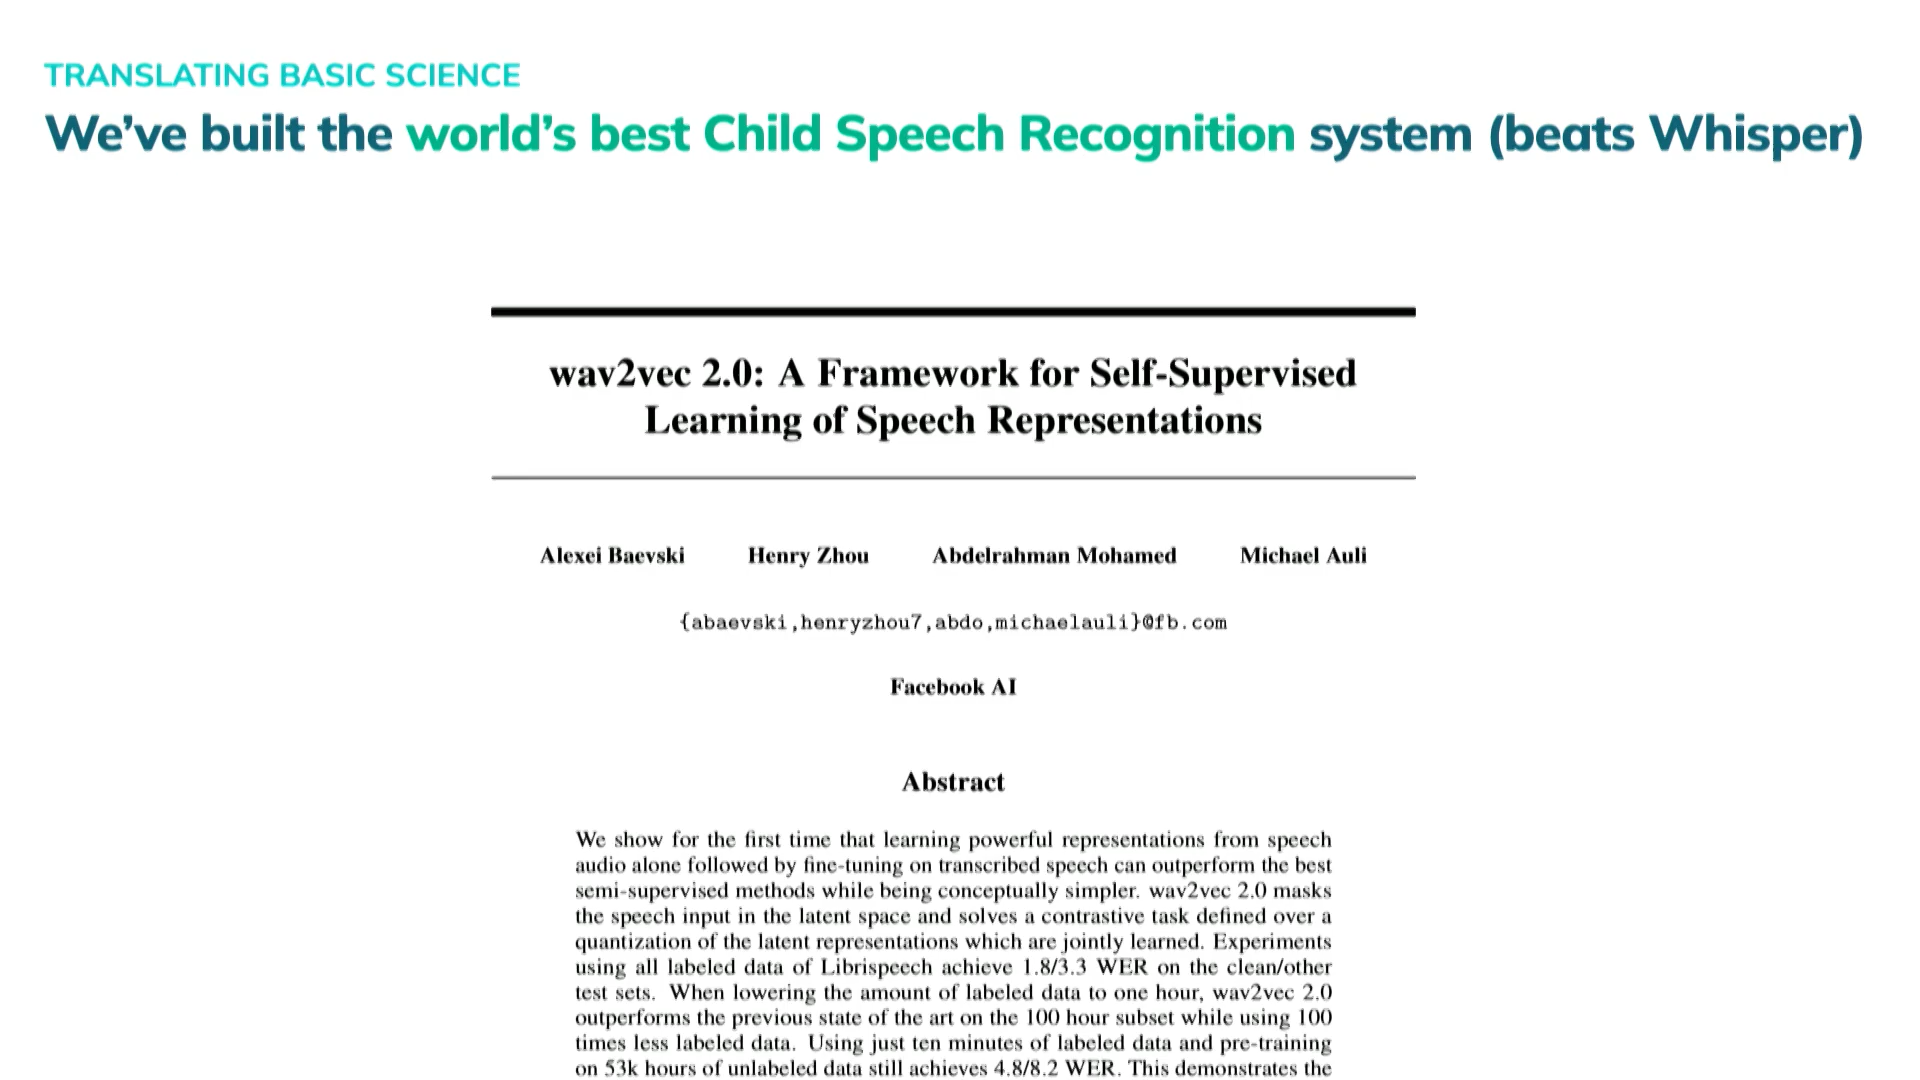 TRANSLATING BASIC SCIENCE
We've built the world's best Child Speech Recognition system (beats Whisper)
wav2vec 2.0: A Framework for Self-Supervised
Learning of Speech Representations
Alexei Baevski Henry Zhou Abdelrahman Mohamed Michael Auli
{abaevski,henryzhou7,abdo,michaelauli}@fb.com
Facebook AI
Abstract
We show for the first time that learning powerful representations from speech
audio alone followed by fine-tuning on transcribed speech can outperform the best
semi-supervised methods while being conceptually simpler. wav2vec 2.0 masks
the speech input in the latent space and solves a contrastive task defined over a
quantization of the latent representations which are jointly learned. Experiments
using all labeled data of Librispeech achieve 1.8/3.3 WER on the clean/other
test sets. When lowering the amount of labeled data to one hour, wav2vec 2.0
outperforms the previous state of the art on the 100 hour subset while using 100
times less labeled data. Using just ten minutes of labeled data and pre-training
on 53k hours of unlabeled data still achieves 4.8/8.2 WER. This demonstrates the